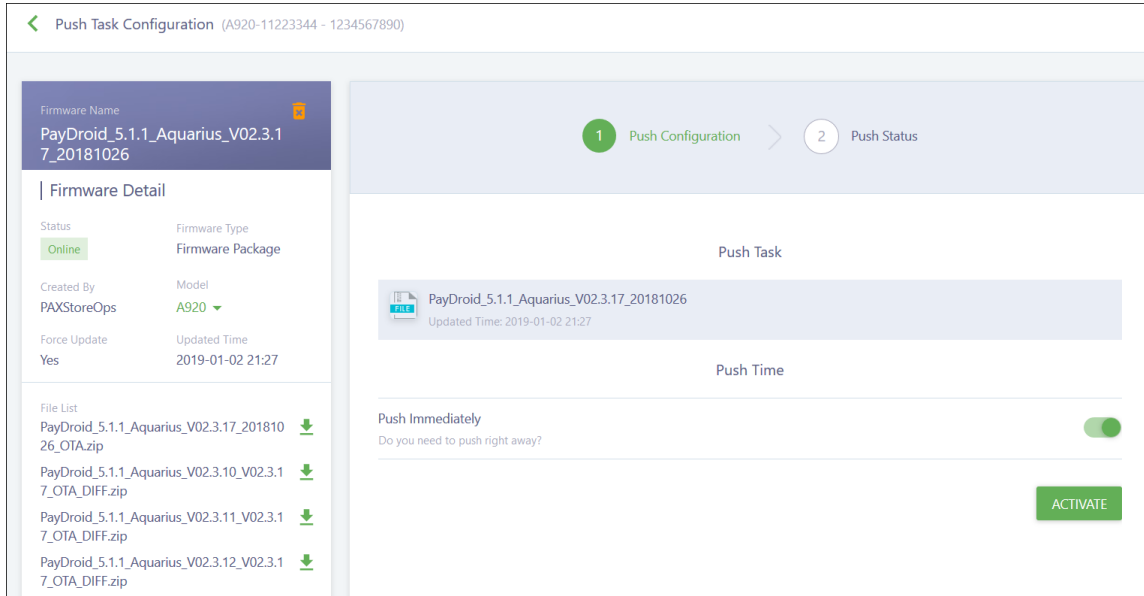 Push Task Configuration (A920-11223344 - 1234567890)
Firmware Name
PayDroid_5.1.1_Aquarius_V02.3.1
7_20181026
Firmware Detail
Status
Firmware Type
Online
Firmware Package
Created By
Model
PAXStoreOps
A920
Force Update
Updated Time
Yes
2019-01-02 21:27
File List
PayDroid_5.1.1_Aquarius_V02.3.17_201810
26_OTA.zip
PayDroid_5.1.1_Aquarius_V02.3.10_V02.3.1
7_OTA_DIFF.zip
PayDroid_5.1.1_Aquarius_V02.3.11_V02.3.1
7_OTA_DIFF.zip
PayDroid_5.1.1_Aquarius_V02.3.12_V02.3.1
7_OTA_DIFF.zip
1 Push Configuration
2 Push Status
Push Task
FILE
PayDroid_5.1.1_Aquarius_V02.3.17_20181026
Updated Time: 2019-01-02 21:27
Push Time
Push Immediately
Do you need to push right away?
ACTIVATE